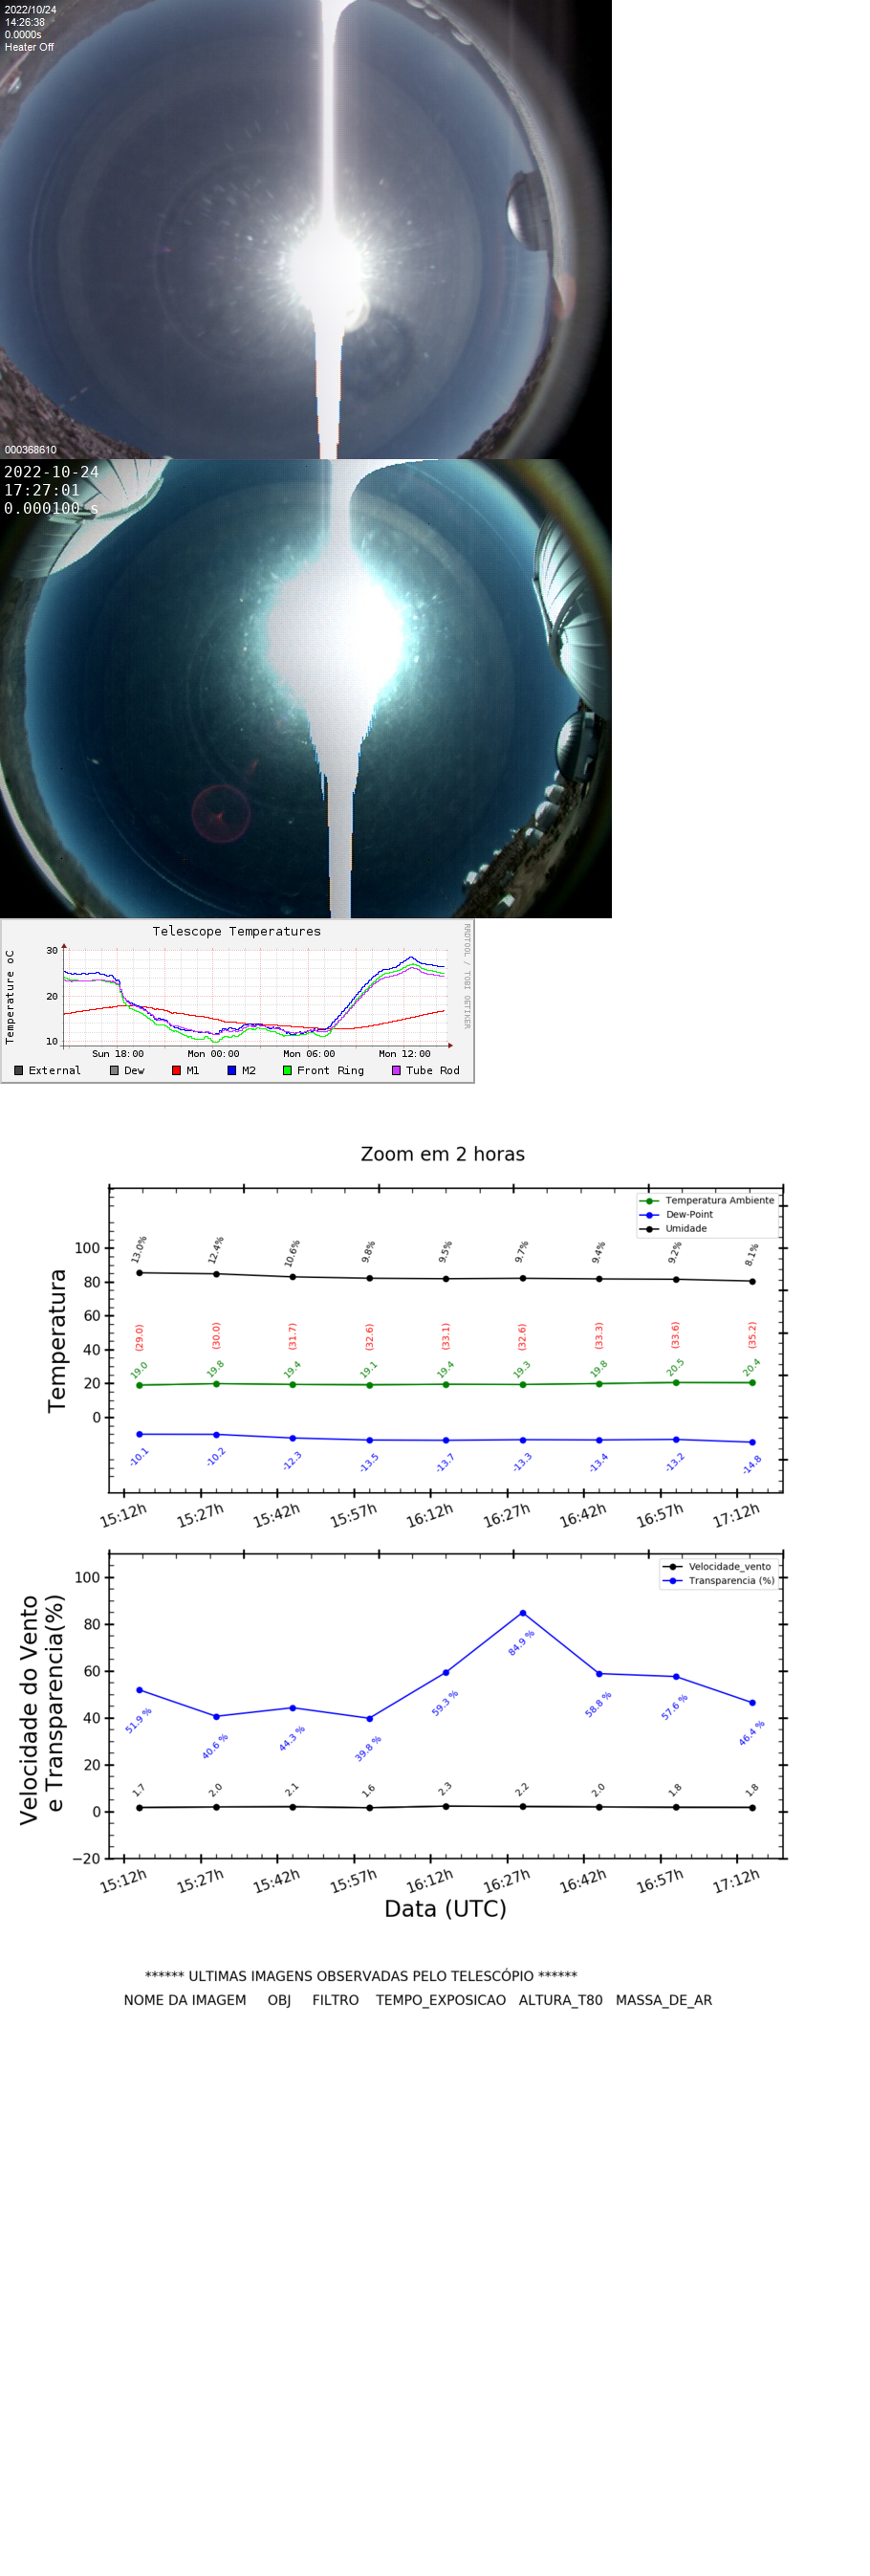 2022/10/24
14:26:38
0.0000s
Heater Off
000368610
2022-10-24
17:27:01
0.000100 s
Telescope Temperatures
RRDTOOL / TOBI OETIKER
Temperature oC
30
20
10
Sun 18:00 Mon 00:00 Mon 06:00 Mon 12:00
External Dew M1 M2 Front Ring Tube Rod
Zoom em 2 horas
Temperatura Ambiente
Dew-Point
Umidade
Temperatura
100
80
60
40
20
0
13.0% 12.4% 10.6% 9.8% 9.5% 9.7% 9.4% 9.2% 8.1%
(29.0) (30.0) (31.7) (32.6) (33.1) (32.6) (33.3) (33.6) (35.2)
19.0 19.8 19.4 19.1 19.4 19.3 19.8 20.5 20.4
-10.1 -10.2 -12.3 -13.5 -13.7 -13.3 -13.4 -13.2 -14.8
15:12h 15:27h 15:42h 15:57h 16:12h 16:27h 16:42h 16:57h 17:12h
Velocidade_vento
Transparencia (%)
Velocidade do Vento
e Transparencia(%)
100
80
60
40
20
0
−20
51.9 % 40.6 % 44.3 % 39.8 % 59.3 % 84.9 % 58.8 % 57.6 % 46.4 %
1.7 2.0 2.1 1.6 2.3 2.2 2.0 1.8 1.8
15:12h 15:27h 15:42h 15:57h 16:12h 16:27h 16:42h 16:57h 17:12h
Data (UTC)
****** ULTIMAS IMAGENS OBSERVADAS PELO TELESCÓPIO ******
NOME DA IMAGEM OBJ FILTRO TEMPO_EXPOSICAO ALTURA_T80 MASSA_DE_AR